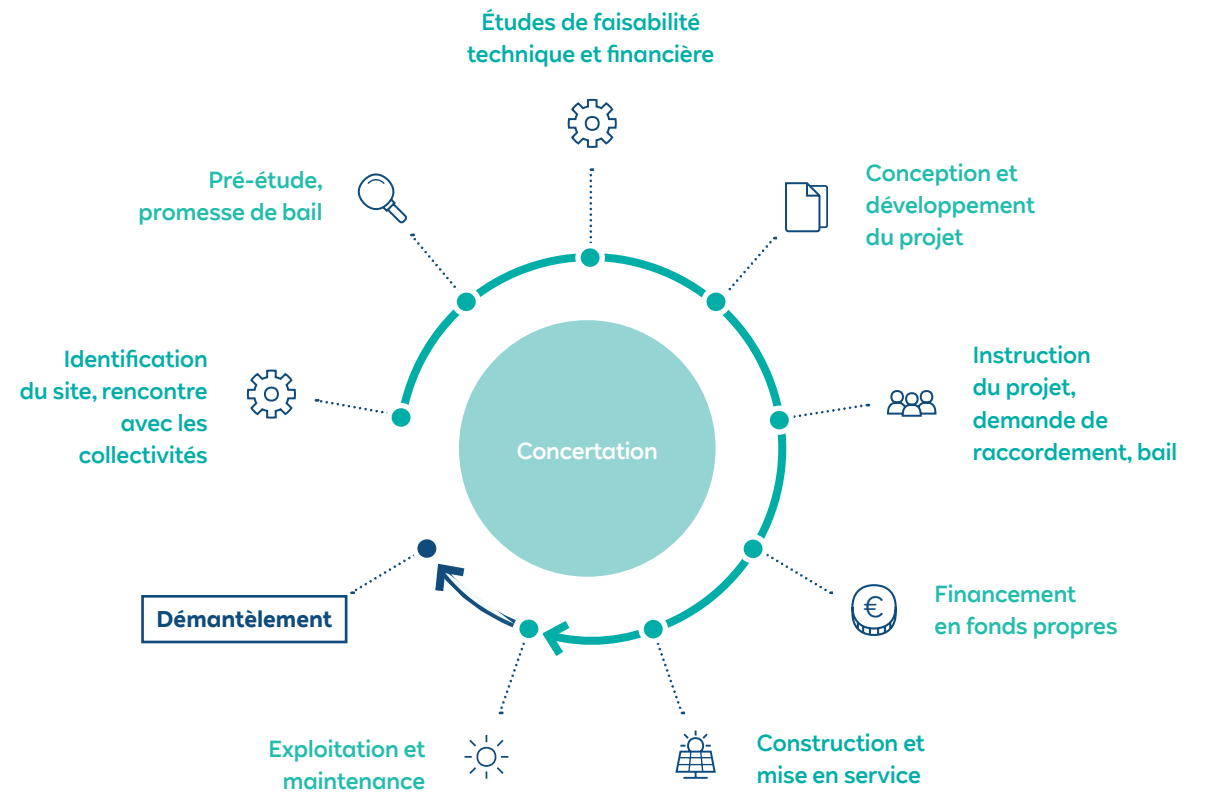 Études de faisabilité
technique et financière
Pré-étude,
promesse de bail
Conception et
développement
du projet
Identification
du site, rencontre
avec les
collectivités
Instruction
du projet,
demande de
raccordement, bail
Concertation
Démantèlement
€
Financement
en fonds propres
Exploitation et
maintenance
Construction et
mise en service